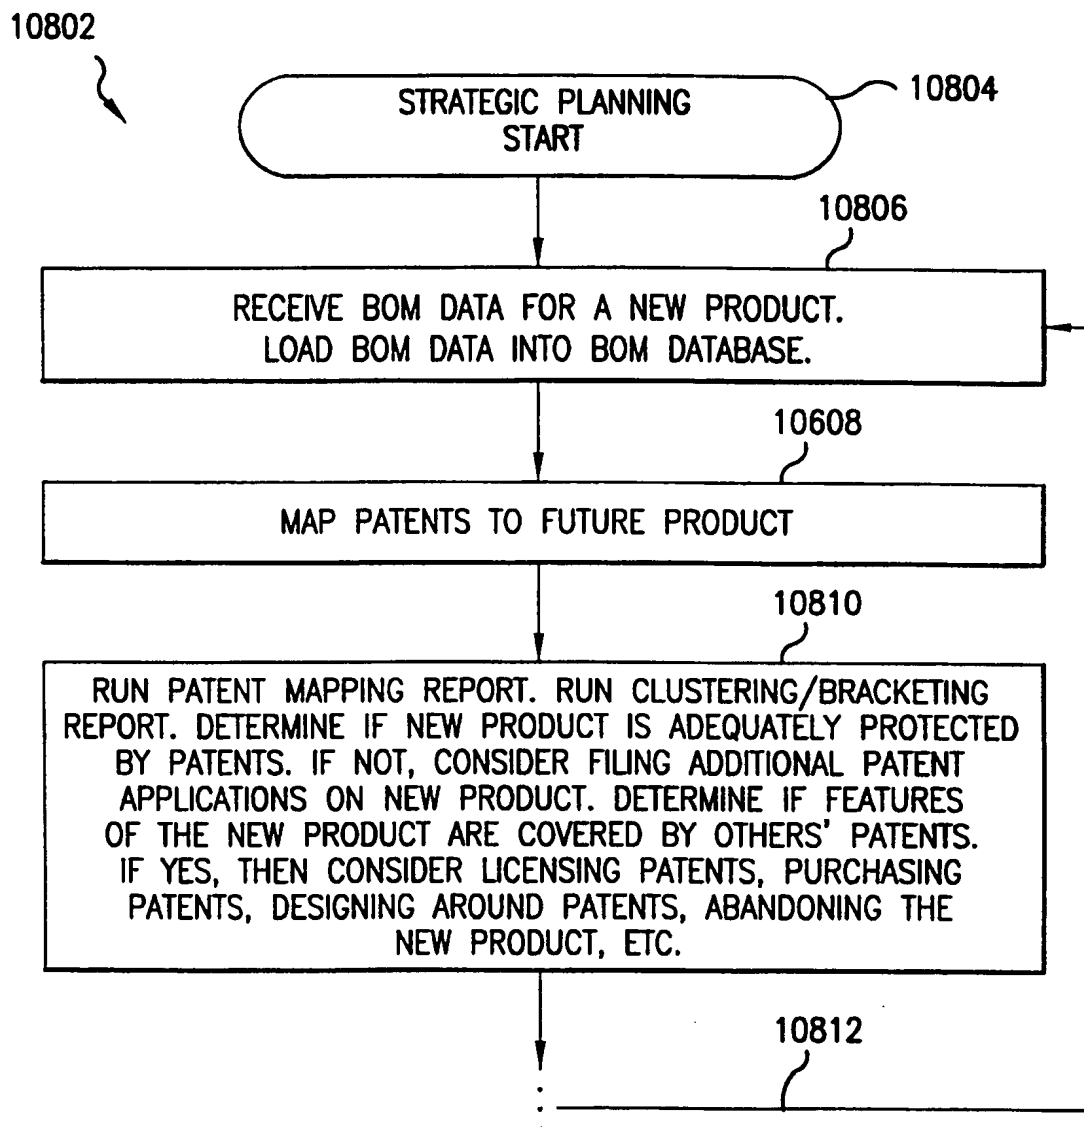 10802
STRATEGIC PLANNING
START
10804
10806
RECEIVE BOM DATA FOR A NEW PRODUCT.
LOAD BOM DATA INTO BOM DATABASE.
10608
MAP PATENTS TO FUTURE PRODUCT
10810
RUN PATENT MAPPING REPORT. RUN CLUSTERING/BRACKETING
REPORT. DETERMINE IF NEW PRODUCT IS ADEQUATELY PROTECTED
BY PATENTS. IF NOT, CONSIDER FILING ADDITIONAL PATENT
APPLICATIONS ON NEW PRODUCT. DETERMINE IF FEATURES
OF THE NEW PRODUCT ARE COVERED BY OTHERS' PATENTS.
IF YES, THEN CONSIDER LICENSING PATENTS, PURCHASING
PATENTS, DESIGNING AROUND PATENTS, ABANDONING THE
NEW PRODUCT, ETC.
10812